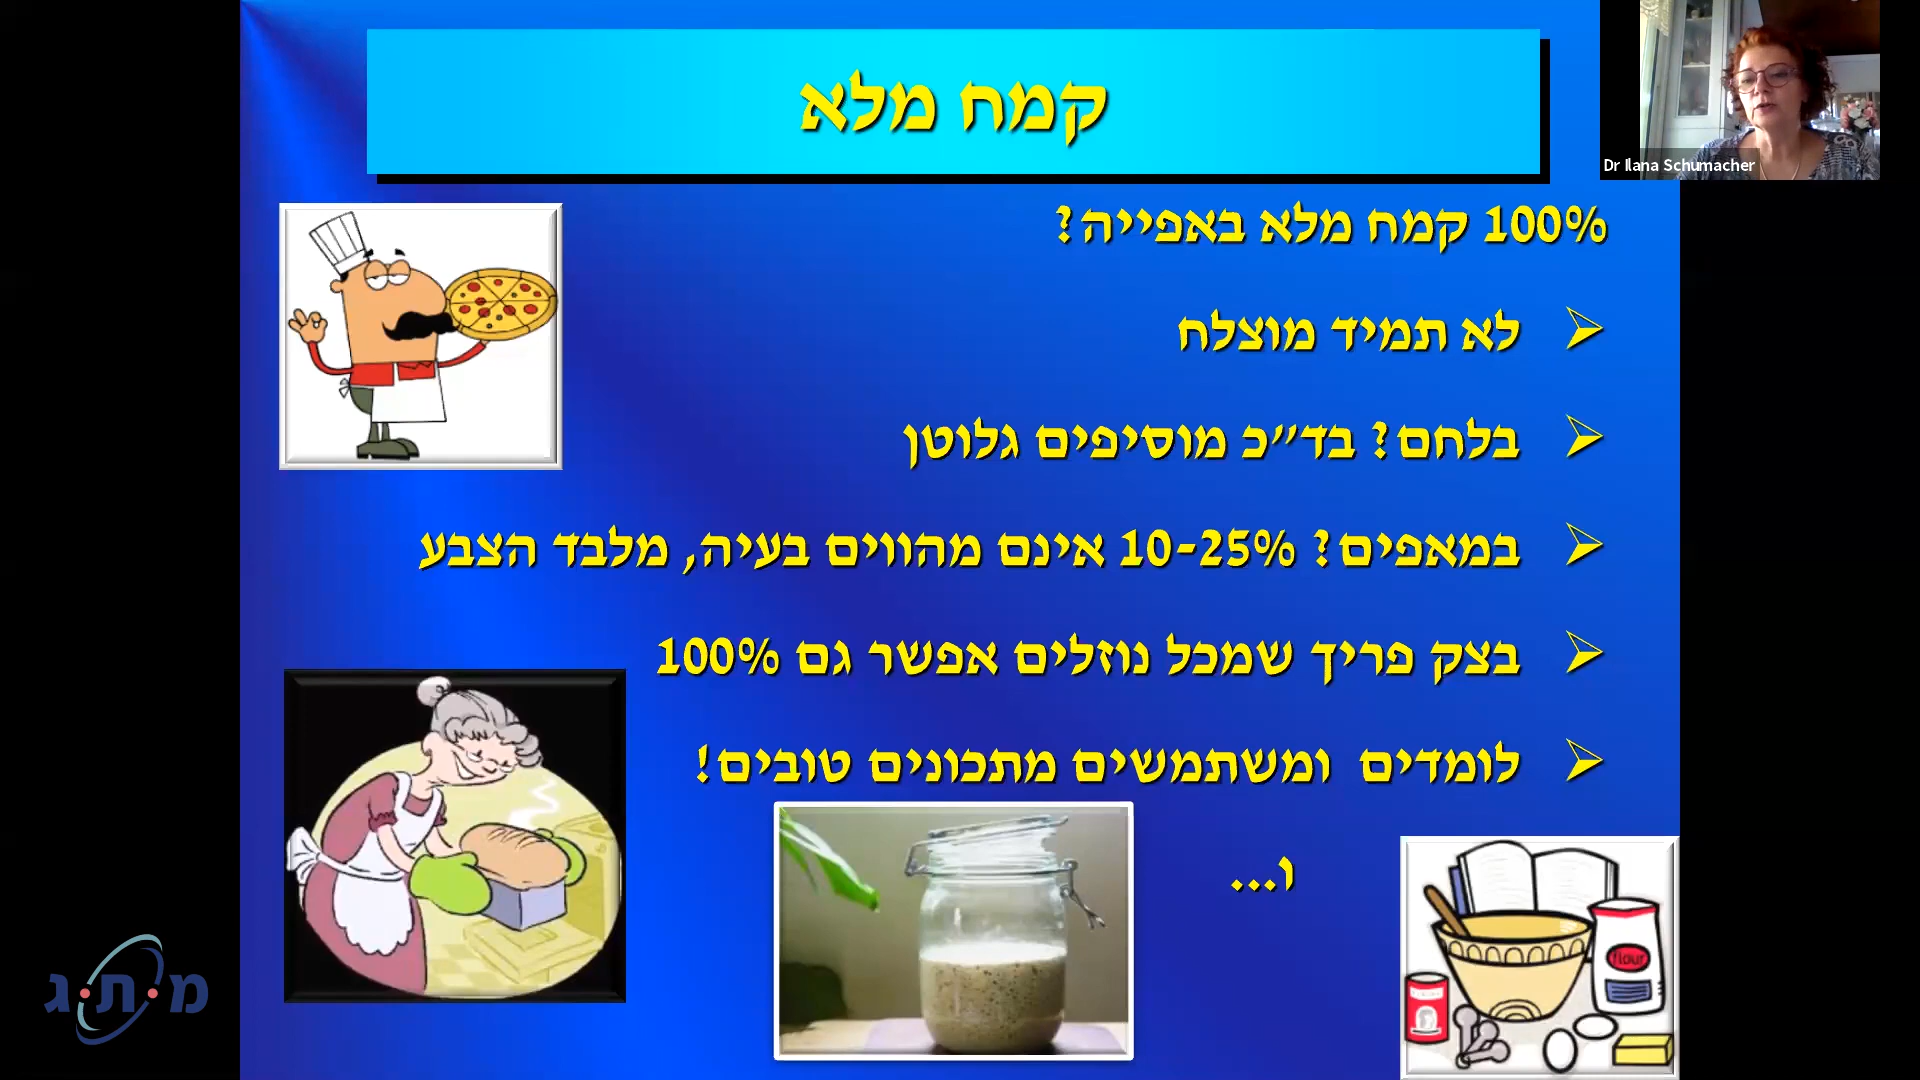 קמח מלא
Dr Ilana Schumacher
100% קמח מלא באפייה?
לא תמיד מוצלח
בלחם? בד״כ מוסיפים גלוטן
במאפים? 10-25% אינם מהווים בעיה, מלבד הצבע
בצק פריך שמכל נוזלים אפשר גם 100%
לומדים ומשתמשים מתכונים טובים!
ו...
flour
מ.ת.ג